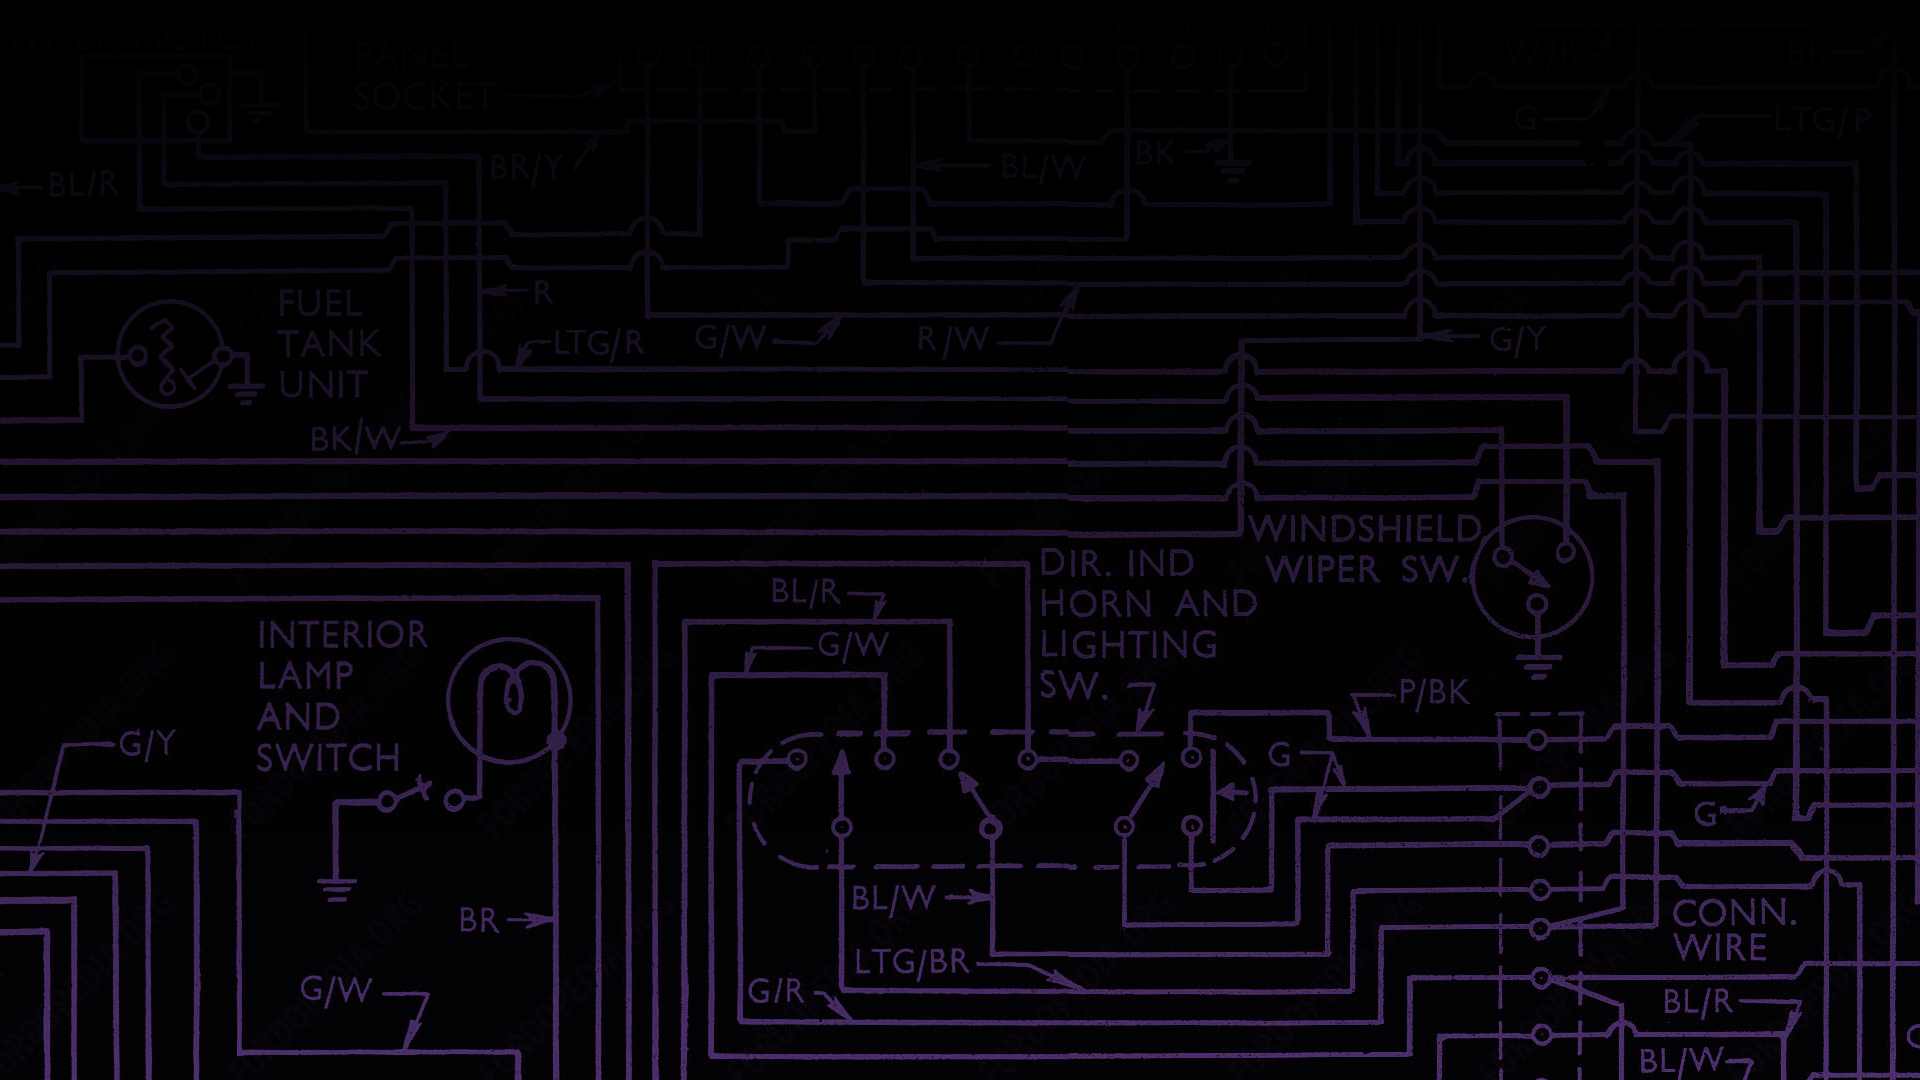 PANEL
SOCKET
G
LTG/P
BR/Y
BL/W
BK
BL/R
R
FUEL
TANK
UNIT
LTG/R
G/W
R/W
G/Y
BK/W
WINDSHIELD
WIPER SW.
DIR. IND
HORN AND
LIGHTING
SW.
BL/R
G/W
INTERIOR
LAMP
AND
SWITCH
P/BK
G/Y
G
G
BL/W
BR
CONN.
WIRE
LTG/BR
G/W
G/R
BL/R
BL/W